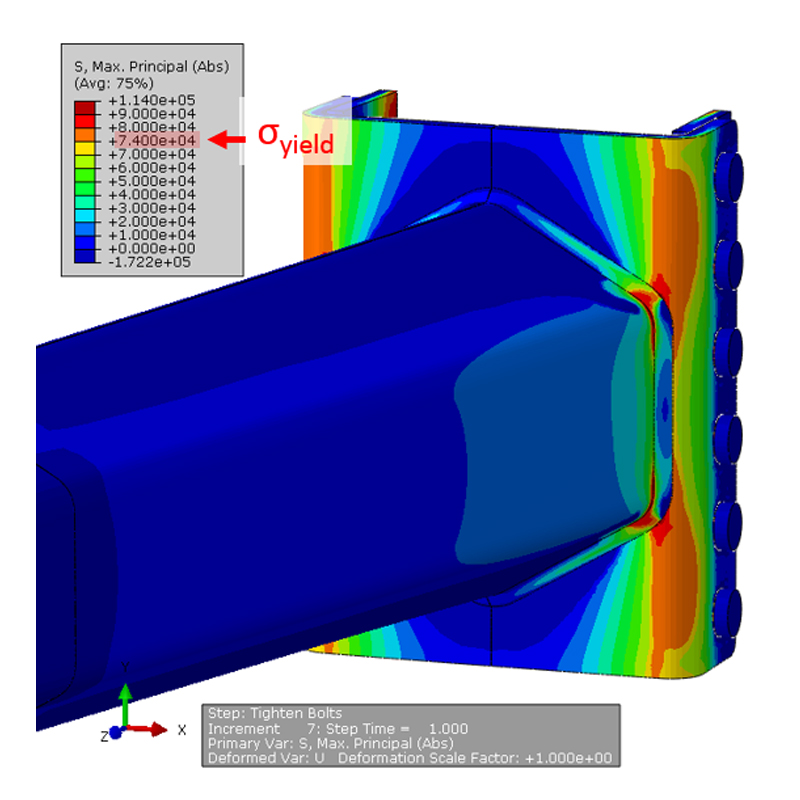 S, Max. Principal (Abs)
(Avg: 75%)
+1.140e+05
+9.000e+04
+8.000e+04
+7.400e+04
+7.000e+04
+6.000e+04
+5.000e+04
+4.000e+04
+3.000e+04
+2.000e+04
+1.000e+04
+0.000e+00
-1.722e+05
σyield
Y
Z
X
Step: Tighten Bolts
Increment 7: Step Time = 1.000
Primary Var: S, Max. Principal (Abs)
Deformed Var: U Deformation Scale Factor: +1.000e+00